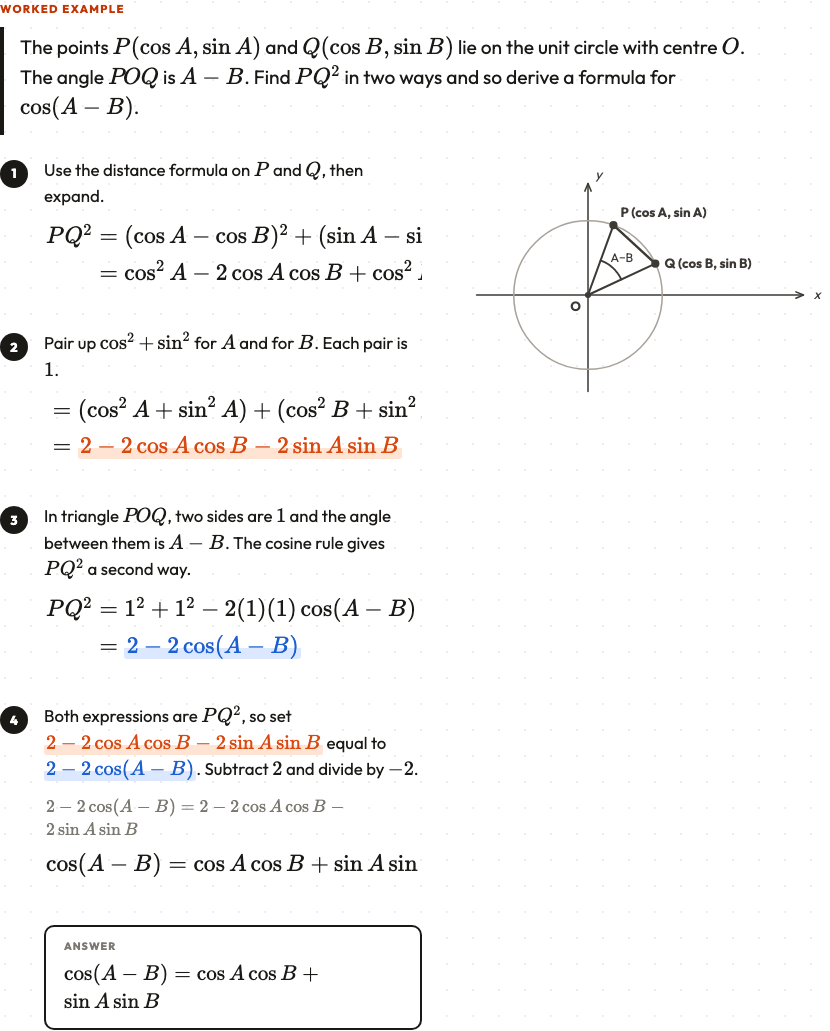 WORKED EXAMPLE
The points P(cos A, sin A) and Q(cos B, sin B) lie on the unit circle with centre O.
The angle POQ is A − B. Find PQ² in two ways and so derive a formula for
cos(A − B).
1 Use the distance formula on P and Q, then
expand.
PQ² = (cos A − cos B)² + (sin A − si
= cos² A − 2 cos A cos B + cos²
2 Pair up cos² + sin² for A and for B. Each pair is
1.
= (cos² A + sin² A) + (cos² B + sin²
= 2 − 2 cos A cos B − 2 sin A sin B
3 In triangle POQ, two sides are 1 and the angle
between them is A − B. The cosine rule gives
PQ² a second way.
PQ² = 1² + 1² − 2(1)(1) cos(A − B)
= 2 − 2 cos(A − B)
4 Both expressions are PQ², so set
2 − 2 cos A cos B − 2 sin A sin B equal to
2 − 2 cos(A − B). Subtract 2 and divide by −2.
2 − 2 cos(A − B) = 2 − 2 cos A cos B −
2 sin A sin B
cos(A − B) = cos A cos B + sin A sin
ANSWER
cos(A − B) = cos A cos B +
sin A sin B
y
P (cos A, sin A)
A−B
Q (cos B, sin B)
x
O